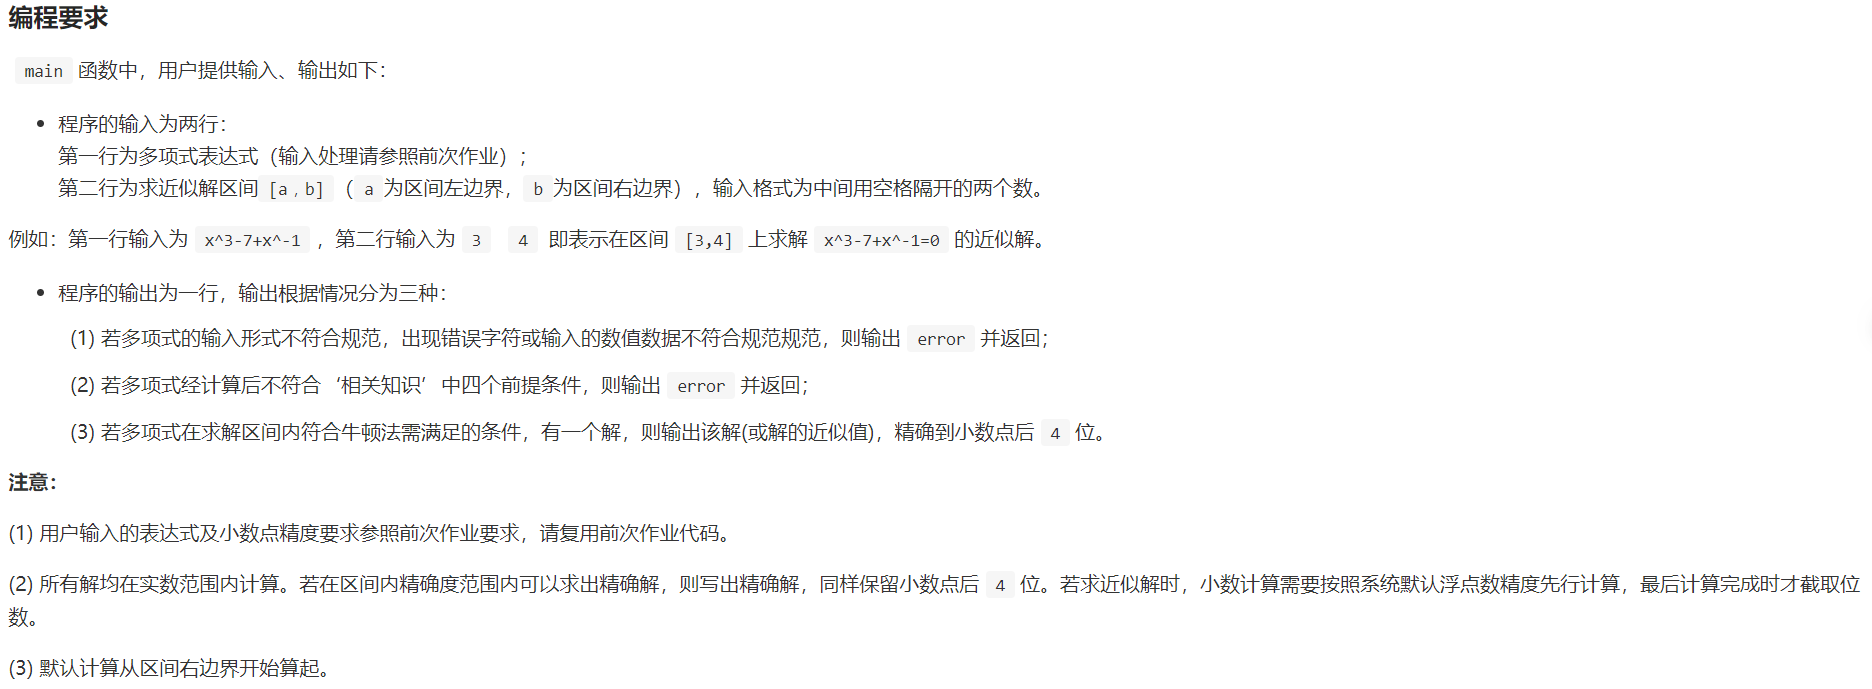 编程要求
main 函数中，用户提供输入、输出如下：
• 程序的输入为两行：
第一行为多项式表达式（输入处理请参照前次作业）；
第二行为求近似解区间 [a，b] （ a 为区间左边界， b 为区间右边界），输入格式为中间用空格隔开的两个数。
例如：第一行输入为 x^3-7+x^-1 ，第二行输入为 3 4 即表示在区间 [3,4] 上求解 x^3-7+x^-1=0 的近似解。
• 程序的输出为一行，输出根据情况分为三种：
(1) 若多项式的输入形式不符合规范，出现错误字符或输入的数值数据不符合规范规范，则输出 error 并返回；
(2) 若多项式经计算后不符合‘相关知识’中四个前提条件，则输出 error 并返回；
(3) 若多项式在求解区间内符合牛顿法需满足的条件，有一个解，则输出该解(或解的近似值)，精确到小数点后 4 位。
注意：
(1) 用户输入的表达式及小数点精度要求参照前次作业要求，请复用前次作业代码。
(2) 所有解均在实数范围内计算。若在区间内精确度范围内可以求出精确解，则写出精确解，同样保留小数点后 4 位。若求近似解时，小数计算需要按照系统默认浮点数精度先行计算，最后计算完成时才截取位
数。
(3) 默认计算从区间右边界开始算起。